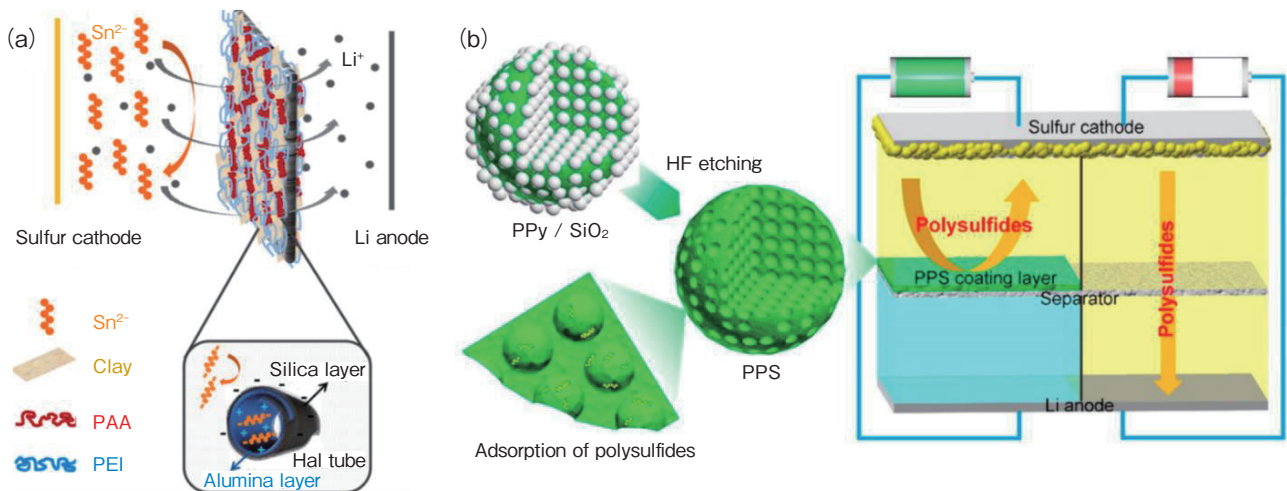 (a)
Sn²⁻
Li⁺
Sulfur cathode
Li anode
Sn²⁻
Clay
PAA
PEI
Silica layer
Hal tube
Alumina layer
(b)
PPy / SiO₂
HF etching
PPS
Adsorption of polysulfides
Sulfur cathode
Polysulfides
PPS coating layer
Separator
Polysulfides
Li anode